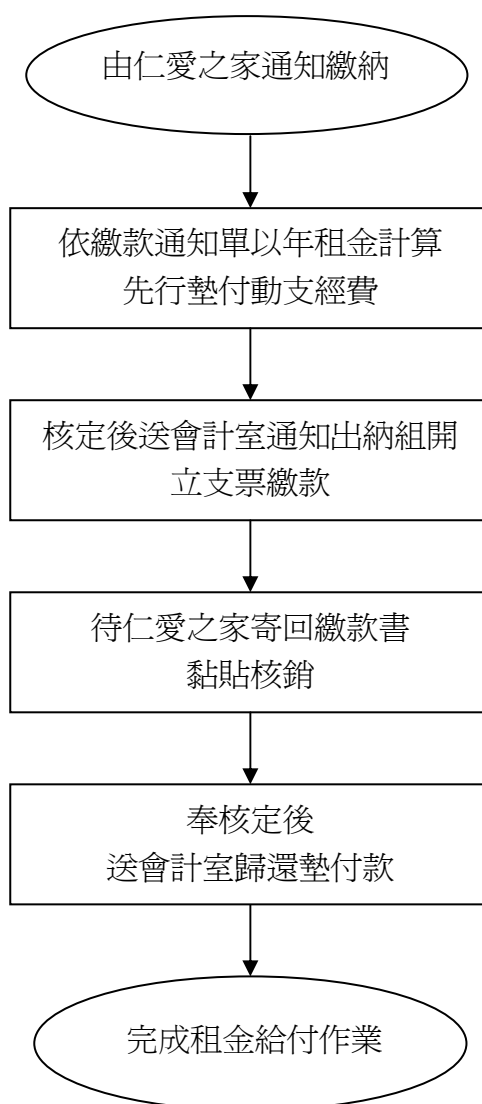 由仁愛之家通知繳納
依繳款通知單以年租金計算
先行墊付動支經費
核定後送會計室通知出納組開
立支票繳款
待仁愛之家寄回繳款書
黏貼核銷
奉核定後
送會計室歸還墊付款
完成租金給付作業